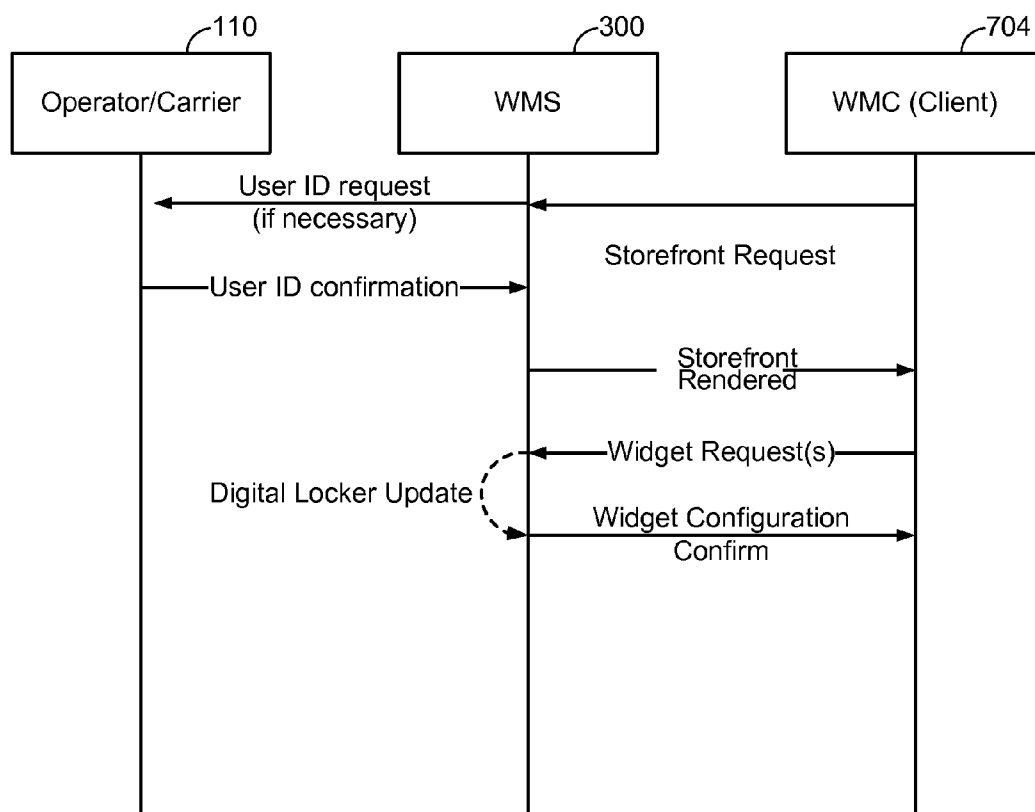 110
300
704
Operator/Carrier
WMS
WMC (Client)
User ID request
(if necessary)
Storefront Request
User ID confirmation
Storefront
Rendered
Widget Request(s)
Digital Locker Update
Widget Configuration
Confirm